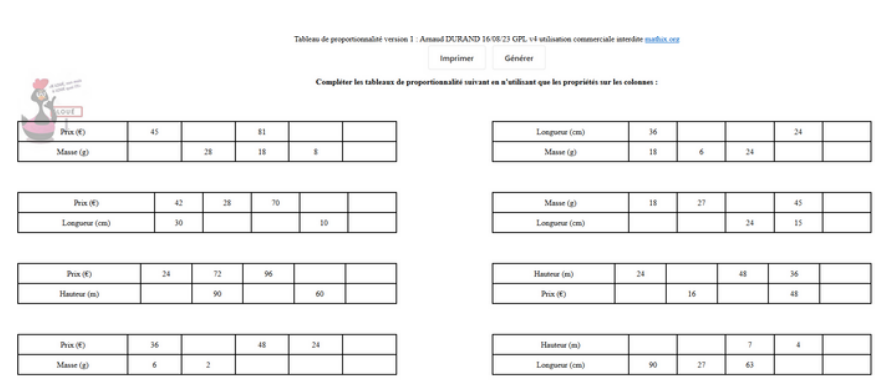 Tableau de proportionnalité version 1 : Arnaud DURAND 16/08/23 GPL v4 utilisation commerciale interdite mathix.org
Imprimer Générer
Compléter les tableaux de proportionnalité suivant en n'utilisant que les propriétés sur les colonnes :
Prix (€) 45 81
Masse (g) 28 18 8
Longueur (cm) 36 24
Masse (g) 18 6 24
Prix (€) 42 28 70
Longueur (cm) 30 10
Masse (g) 18 27 45
Longueur (cm) 24 15
Prix (€) 24 72 96
Hauteur (m) 90 60
Hauteur (m) 24 48 36
Prix (€) 16 48
Prix (€) 36 48 24
Masse (g) 6 2
Hauteur (m) 7 4
Longueur (cm) 90 27 63